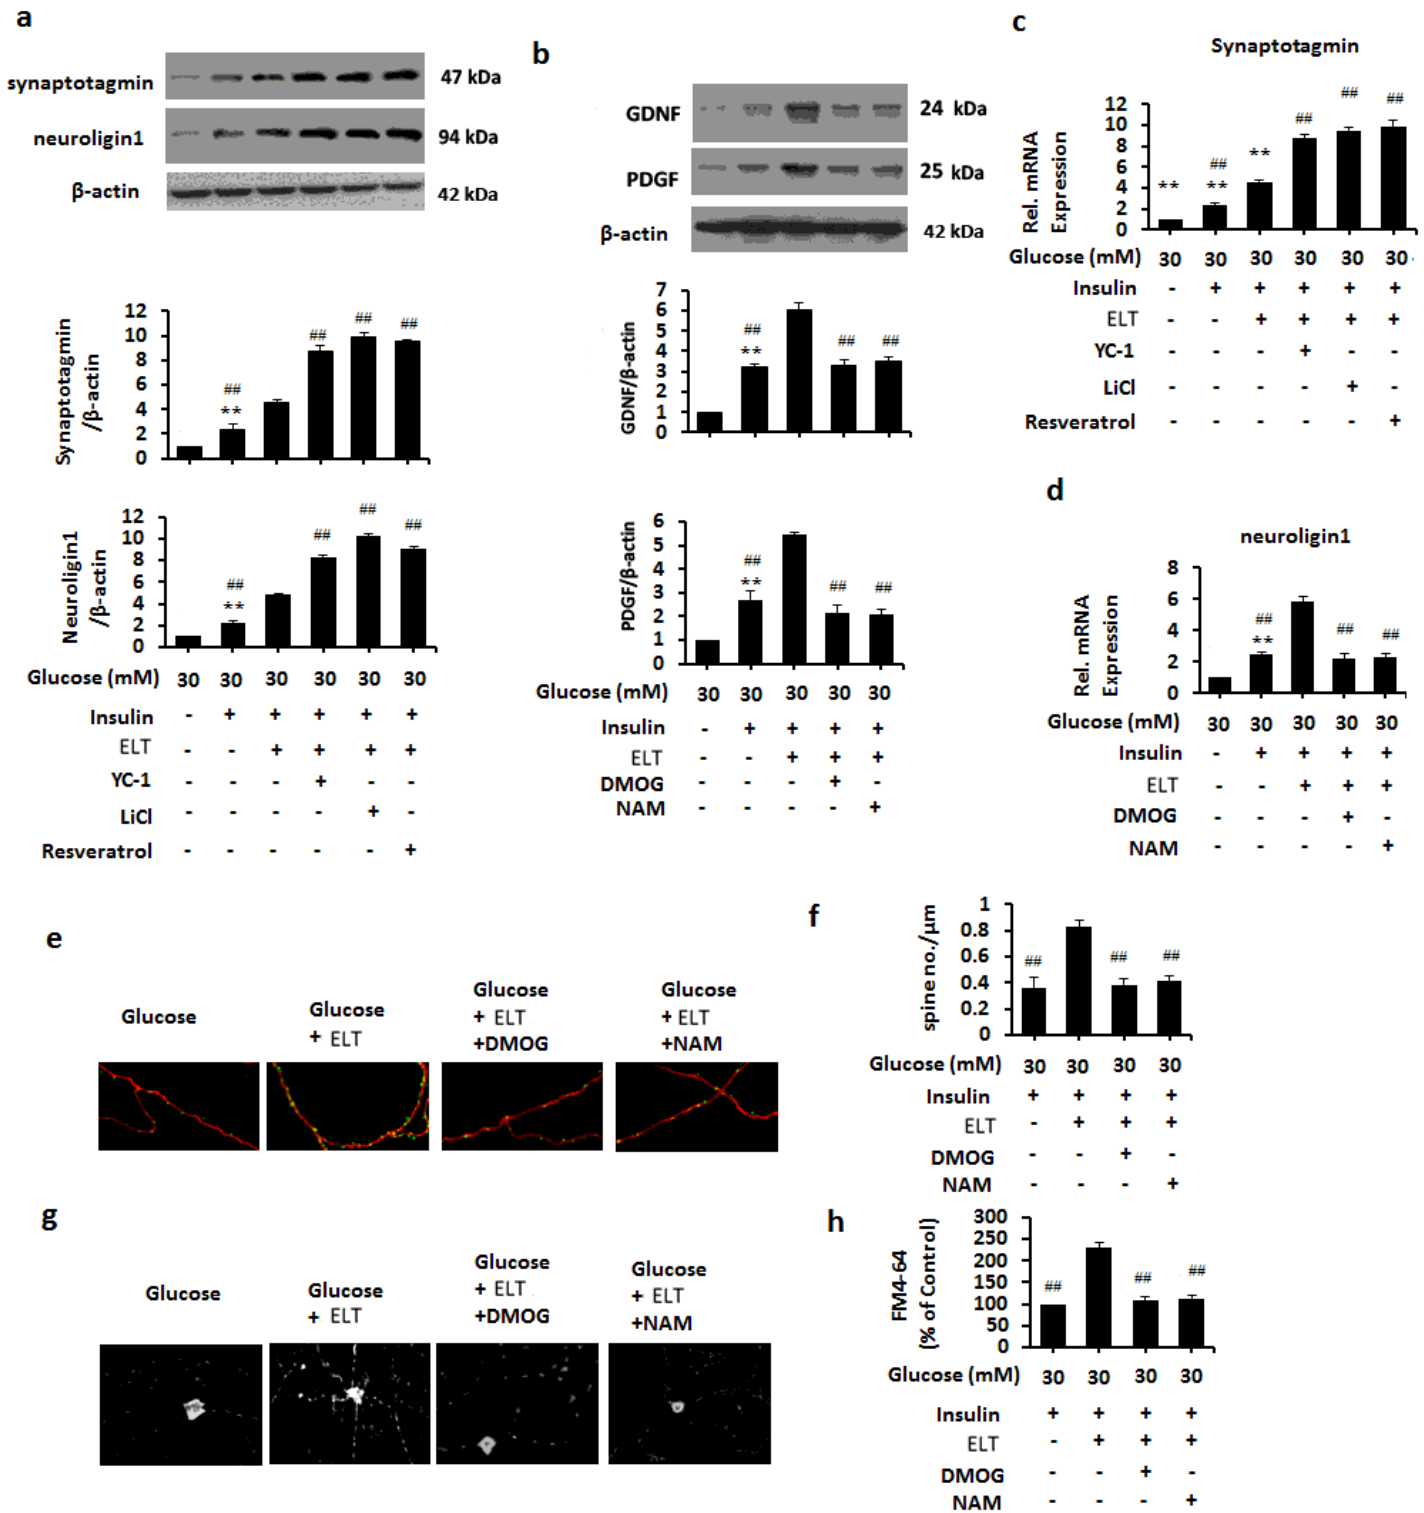 a
synaptotagmin 47 kDa
neuroligin1 94 kDa
β-actin 42 kDa
Synaptotagmin
/β-actin
12
10
8
6
4
2
0
##
**
## ## ##
Neuroligin1
/β-actin
12
10
8
6
4
2
0
##
**
## ## ##
Glucose (mM) 30 30 30 30 30 30
Insulin - + + + + +
ELT - - + + + +
YC-1 - - - + - -
LiCl - - - - + -
Resveratrol - - - - - +
b
GDNF 24 kDa
PDGF 25 kDa
β-actin 42 kDa
GDNF/β-actin
7
6
5
4
3
2
1
0
##
**
## ##
PDGF/β-actin
6
5
4
3
2
1
0
##
**
## ##
Glucose (mM) 30 30 30 30 30
Insulin - + + + +
ELT - - + + +
DMOG - - - + -
NAM - - - - +
c
Synaptotagmin
Rel. mRNA
Expression
12
10
8
6
4
2
0
**
##
**
**
## ## ##
Glucose (mM) 30 30 30 30 30 30
Insulin - + + + + +
ELT - - + + + +
YC-1 - - - + - -
LiCl - - - - + -
Resveratrol - - - - - +
d
neuroligin1
Rel. mRNA
Expression
8
6
4
2
0
##
**
## ##
Glucose (mM) 30 30 30 30 30
Insulin - + + + +
ELT - - + + +
DMOG - - - + -
NAM - - - - +
e
Glucose
Glucose
+ ELT
Glucose
+ ELT
+DMOG
Glucose
+ ELT
+NAM
f
spine no./μm
1
0.8
0.6
0.4
0.2
0
## ## ##
Glucose (mM) 30 30 30 30
Insulin + + + +
ELT - + + +
DMOG - - + -
NAM - - - +
g
Glucose
Glucose
+ ELT
Glucose
+ ELT
+DMOG
Glucose
+ ELT
+NAM
h
FM4-64
(% of Control)
300
250
200
150
100
50
0
## ## ##
Glucose (mM) 30 30 30 30
Insulin + + + +
ELT - + + +
DMOG - - + -
NAM - - - +